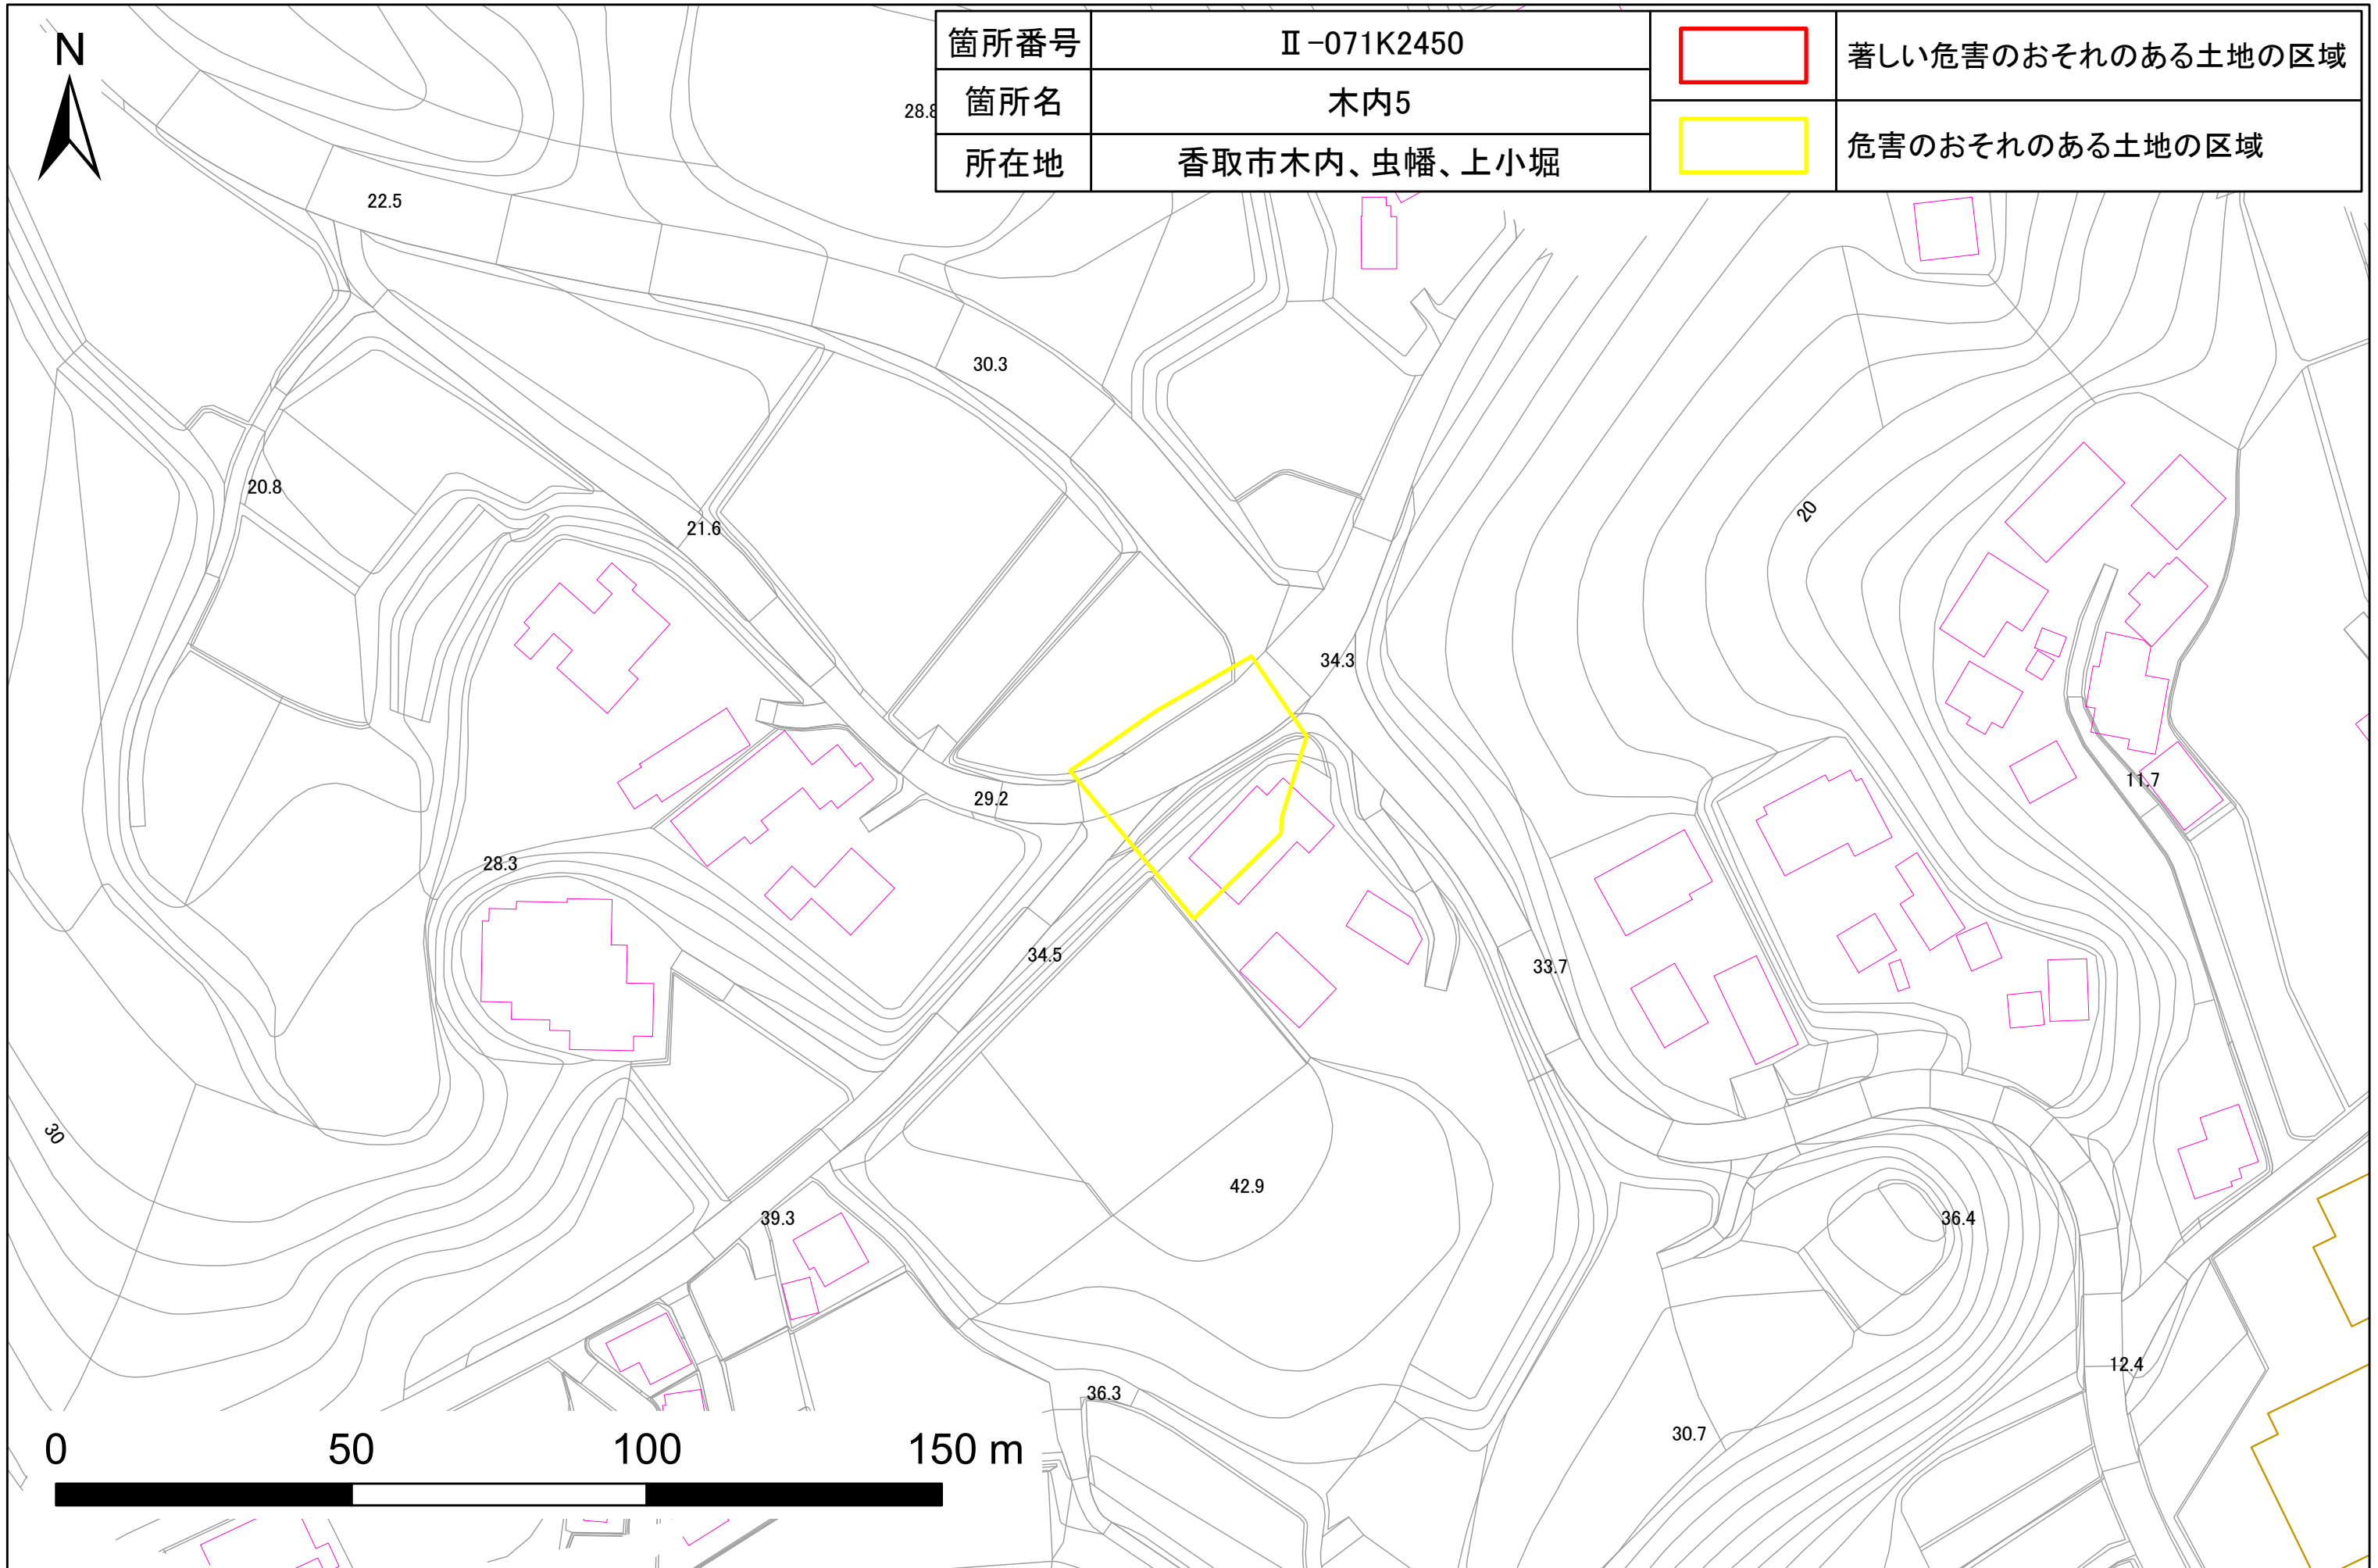 N
箇所番号 Ⅱ-071K2450
箇所名 木内5
所在地 香取市木内、虫幡、上小堀
著しい危害のおそれのある土地の区域
危害のおそれのある土地の区域
28.8
22.5
30.3
20.8
21.6
20
34.3
11.7
29.2
28.3
34.5
33.7
30
42.9
39.3
36.4
12.4
36.3
30.7
0 50 100 150 m